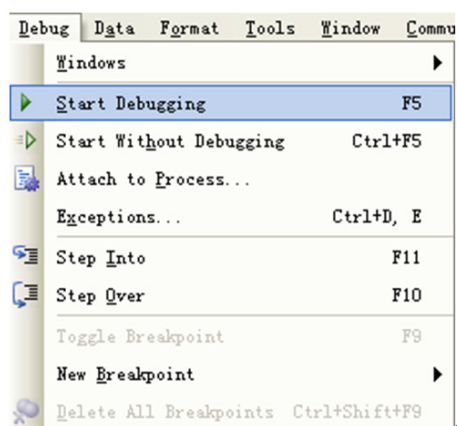 Debug Data Format Tools Window Commu
Windows
Start Debugging F5
Start Without Debugging Ctrl+F5
Attach to Process...
Exceptions... Ctrl+D, E
Step Into F11
Step Over F10
Toggle Breakpoint F9
New Breakpoint
Delete All Breakpoints Ctrl+Shift+F9